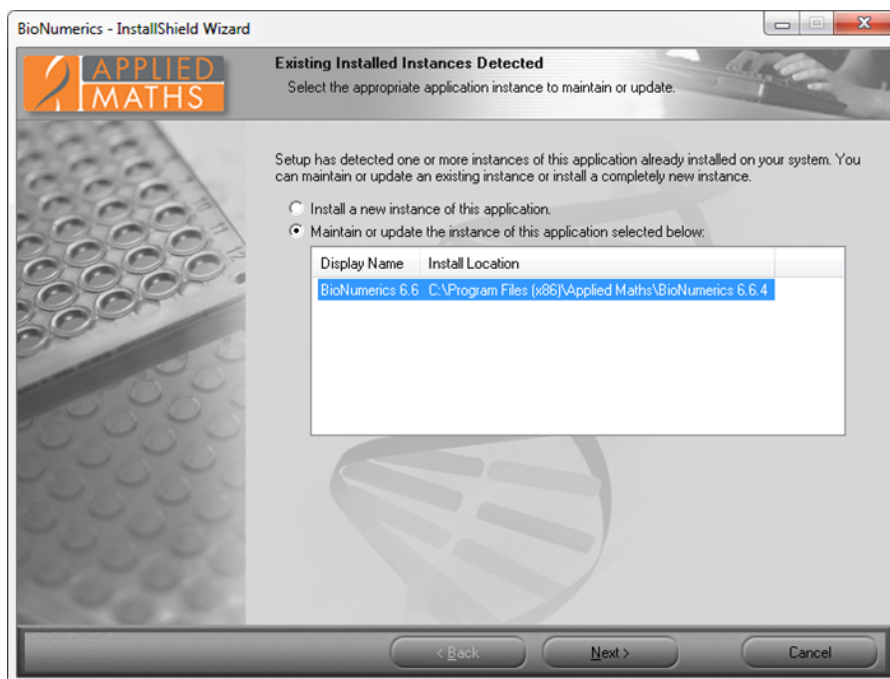 BioNumerics - InstallShield Wizard
APPLIED
MATHS
Existing Installed Instances Detected
Select the appropriate application instance to maintain or update.
Setup has detected one or more instances of this application already installed on your system. You
can maintain or update an existing instance or install a completely new instance.
Install a new instance of this application.
Maintain or update the instance of this application selected below:
Display Name Install Location
BioNumerics 6.6 C:\Program Files (x86)\Applied Maths\BioNumerics 6.6.4
10
11
12
< Back Next > Cancel